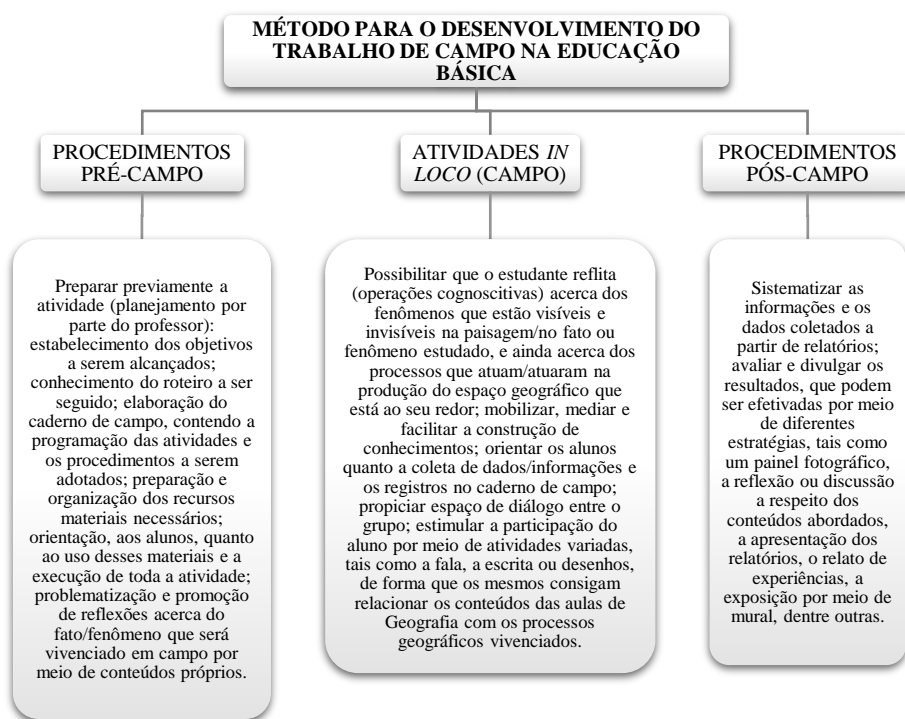 MÉTODO PARA O DESENVOLVIMENTO DO
TRABALHO DE CAMPO NA EDUCAÇÃO
BÁSICA
PROCEDIMENTOS
PRÉ-CAMPO
Preparar previamente a
atividade (planejamento por
parte do professor):
estabelecimento dos objetivos
a serem alcançados;
conhecimento do roteiro a ser
seguido; elaboração do
caderno de campo, contendo a
programação das atividades e
os procedimentos a serem
adotados; preparação e
organização dos recursos
materiais necessários;
orientação, aos alunos, quanto
ao uso desses materiais e a
execução de toda a atividade;
problematização e promoção
de reflexões acerca do
fato/fenômeno que será
vivenciado em campo por
meio de conteúdos próprios.
ATIVIDADES IN
LOCO (CAMPO)
Possibilitar que o estudante reflita
(operações cognoscitivas) acerca dos
fenômenos que estão visíveis e
invisíveis na paisagem/no fato ou
fenômeno estudado, e ainda acerca dos
processos que atuam/atuaram na
produção do espaço geográfico que
está ao seu redor; mobilizar, mediar e
facilitar a construção de
conhecimentos; orientar os alunos
quanto a coleta de dados/informações e
os registros no caderno de campo;
propiciar espaço de diálogo entre o
grupo; estimular a participação do
aluno por meio de atividades variadas,
tais como a fala, a escrita ou desenhos,
de forma que os mesmos consigam
relacionar os conteúdos das aulas de
Geografia com os processos
geográficos vivenciados.
PROCEDIMENTOS
PÓS-CAMPO
Sistematizar as
informações e os
dados coletados a
partir de relatórios;
avaliar e divulgar os
resultados, que podem
ser efetivadas por meio
de diferentes
estratégias, tais como
um painel fotográfico,
a reflexão ou discussão
a respeito dos
conteúdos abordados,
a apresentação dos
relatórios, o relato de
experiências, a
exposição por meio de
mural, dentre outras.